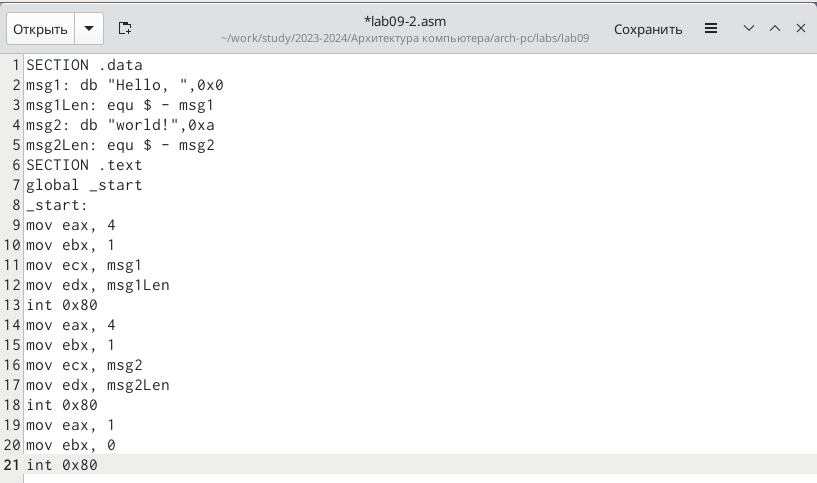 *lab09-2.asm
Открыть
~/work/study/2023-2024/Архитектура компьютера/arch-pc/labs/lab09
Сохранить
1 SECTION .data
2 msg1: db "Hello, ",0x0
3 msg1Len: equ $ - msg1
4 msg2: db "world!",0xa
5 msg2Len: equ $ - msg2
6 SECTION .text
7 global _start
8 _start:
9 mov eax, 4
10 mov ebx, 1
11 mov ecx, msg1
12 mov edx, msg1Len
13 int 0x80
14 mov eax, 4
15 mov ebx, 1
16 mov ecx, msg2
17 mov edx, msg2Len
18 int 0x80
19 mov eax, 1
20 mov ebx, 0
21 int 0x80